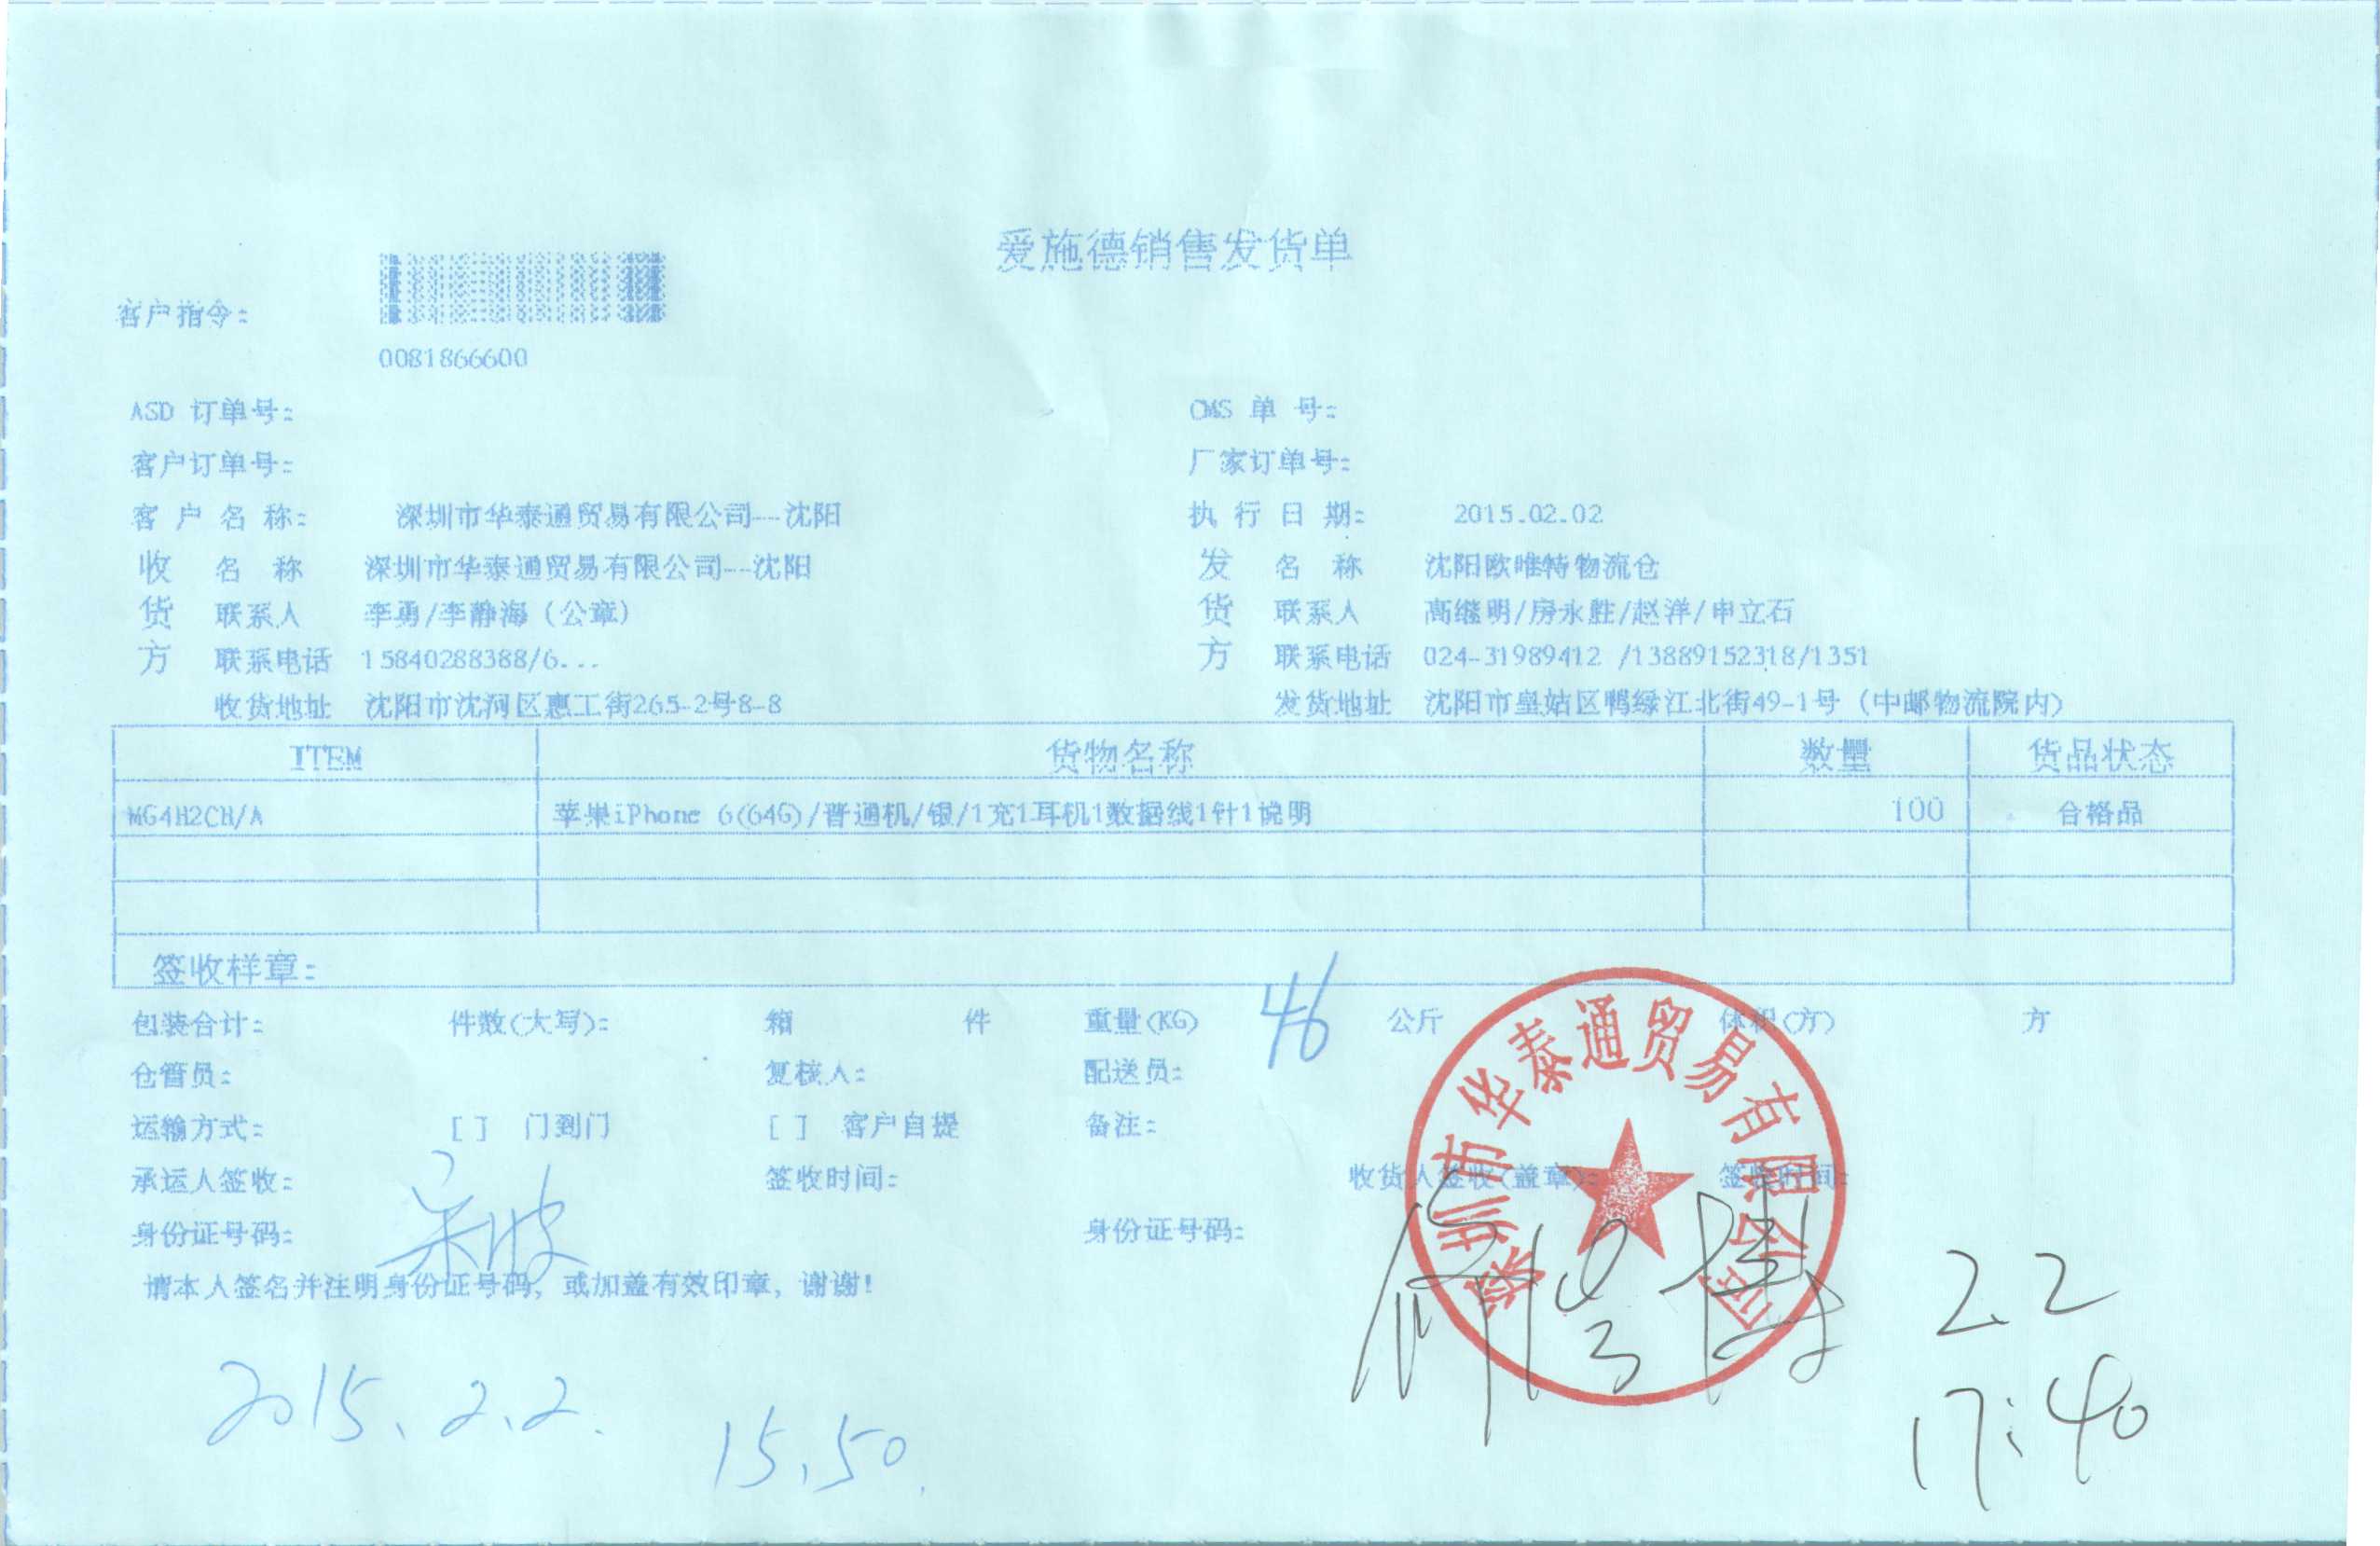 爱施德销售发货单
客户指令：
0081866600
ASD 订单号： OMS 单 号：
客户订单号： 厂家订单号：
客 户 名 称： 深圳市华泰通贸易有限公司--沈阳 执 行 日 期： 2015.02.02
收 名 称 深圳市华泰通贸易有限公司--沈阳 发 名 称 沈阳欧唯特物流仓
货 联系人 李勇/李静海（公章） 货 联系人 高继明/房永胜/赵洋/申立石
方 联系电话 15840288388/6... 方 联系电话 024-31989412 /13889152318/1351
收货地址 沈阳市沈河区惠工街265-2号8-8 发货地址 沈阳市皇姑区鸭绿江北街49-1号（中邮物流院内）
ITEM 货物名称 数量 货品状态
MG4H2CH/A 苹果iPhone 6(64G)/普通机/银/1充1耳机1数据线1针1说明 100 合格品
签收样章：
包装合计： 件数(大写)： 箱 件 重量(KG) 46 公斤 体积(方) 方
仓管员： 复核人： 配送员：
运输方式： [ ] 门到门 [ ] 客户自提 备注：
承运人签收： 签收时间： 收货人签收(盖章)： 签收时间：
身份证号码： 宋波 身份证号码：
请本人签名并注明身份证号码，或加盖有效印章，谢谢！
深圳市华泰通贸易有限公司
2.2
17:40
2015.2.2.
15.50.